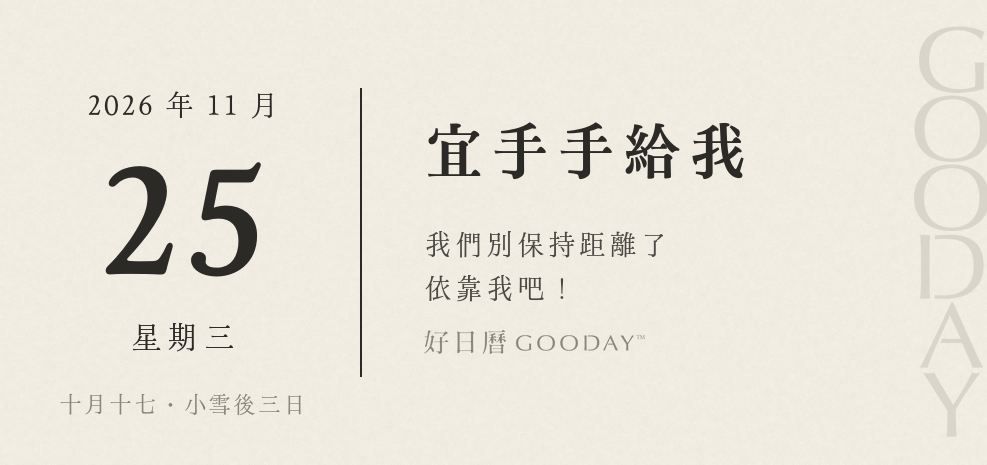 2026 年 11 月
25
星期三
十月十七・小雪後三日
宜手手給我
我們別保持距離了
依靠我吧！
好日曆 GOODAY™
GOODAY